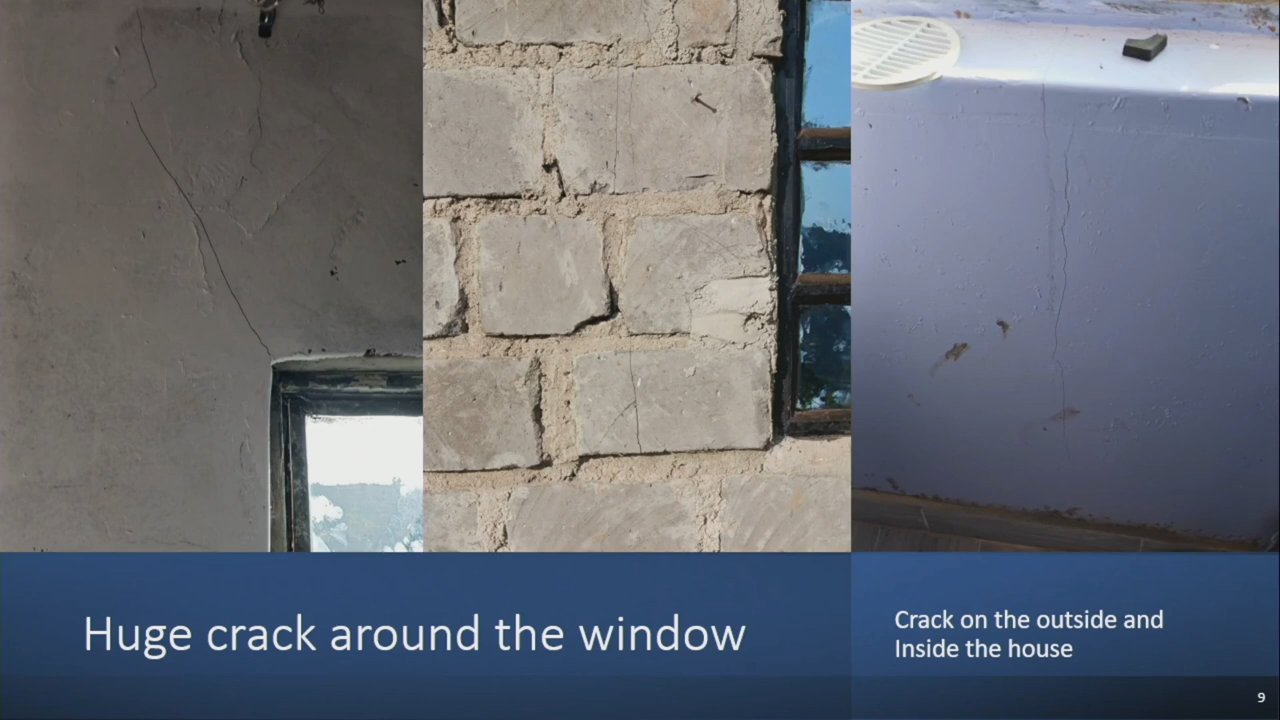 Huge crack around the window
Crack on the outside and
Inside the house
9